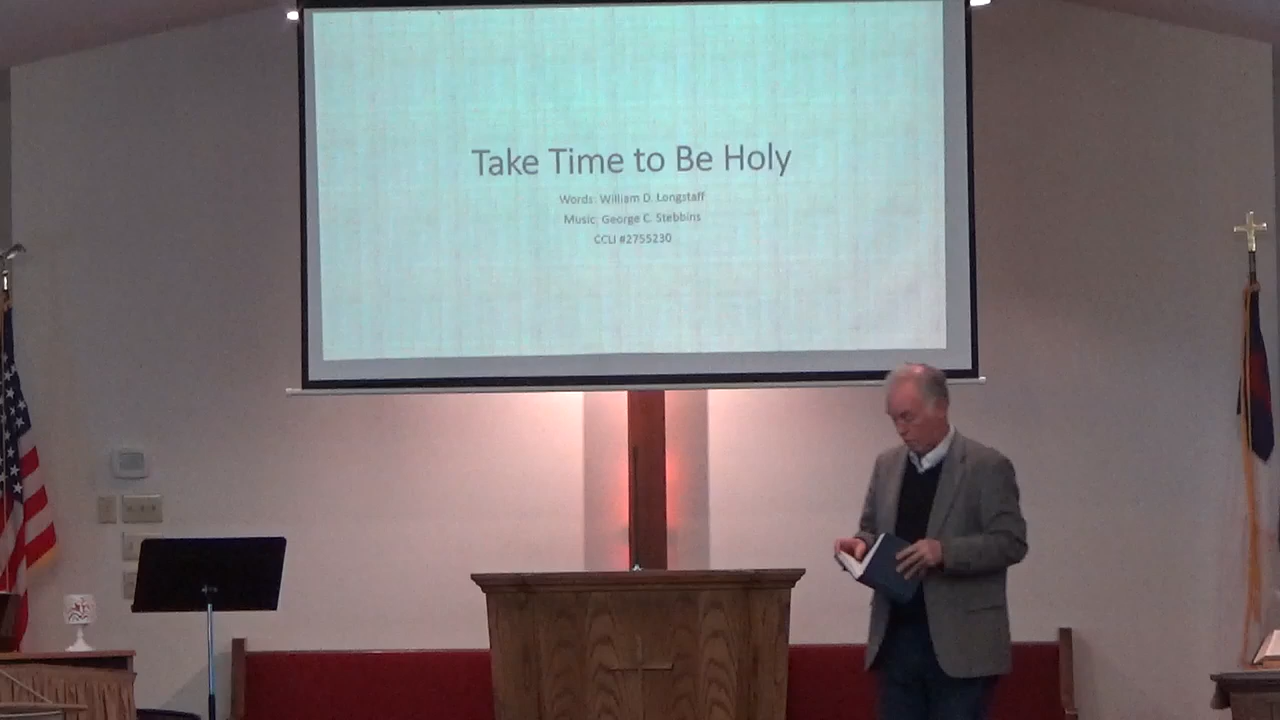 Take Time to Be Holy
Words: William D. Longstaff
Music: George C. Stebbins
CCLI #2755230